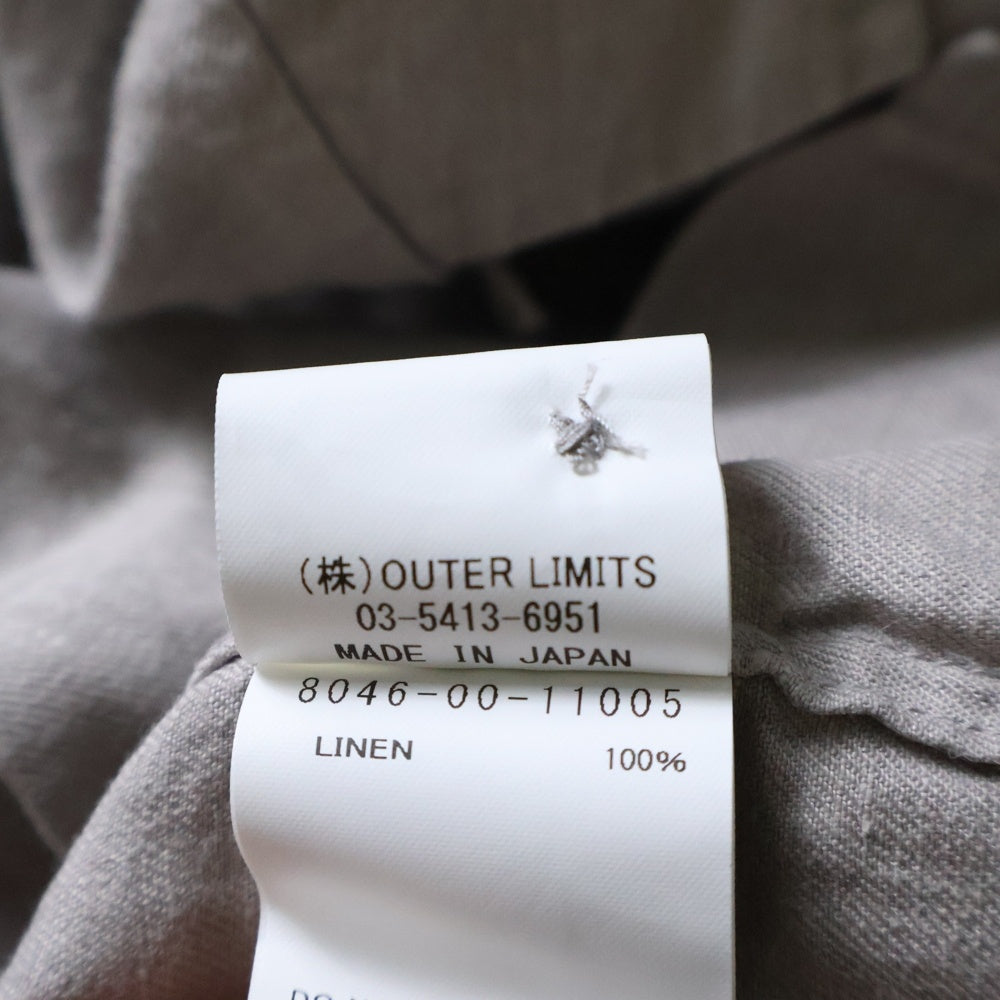 (株)OUTER LIMITS
03-5413-6951
MADE IN JAPAN
8046-00-11005
LINEN 100%